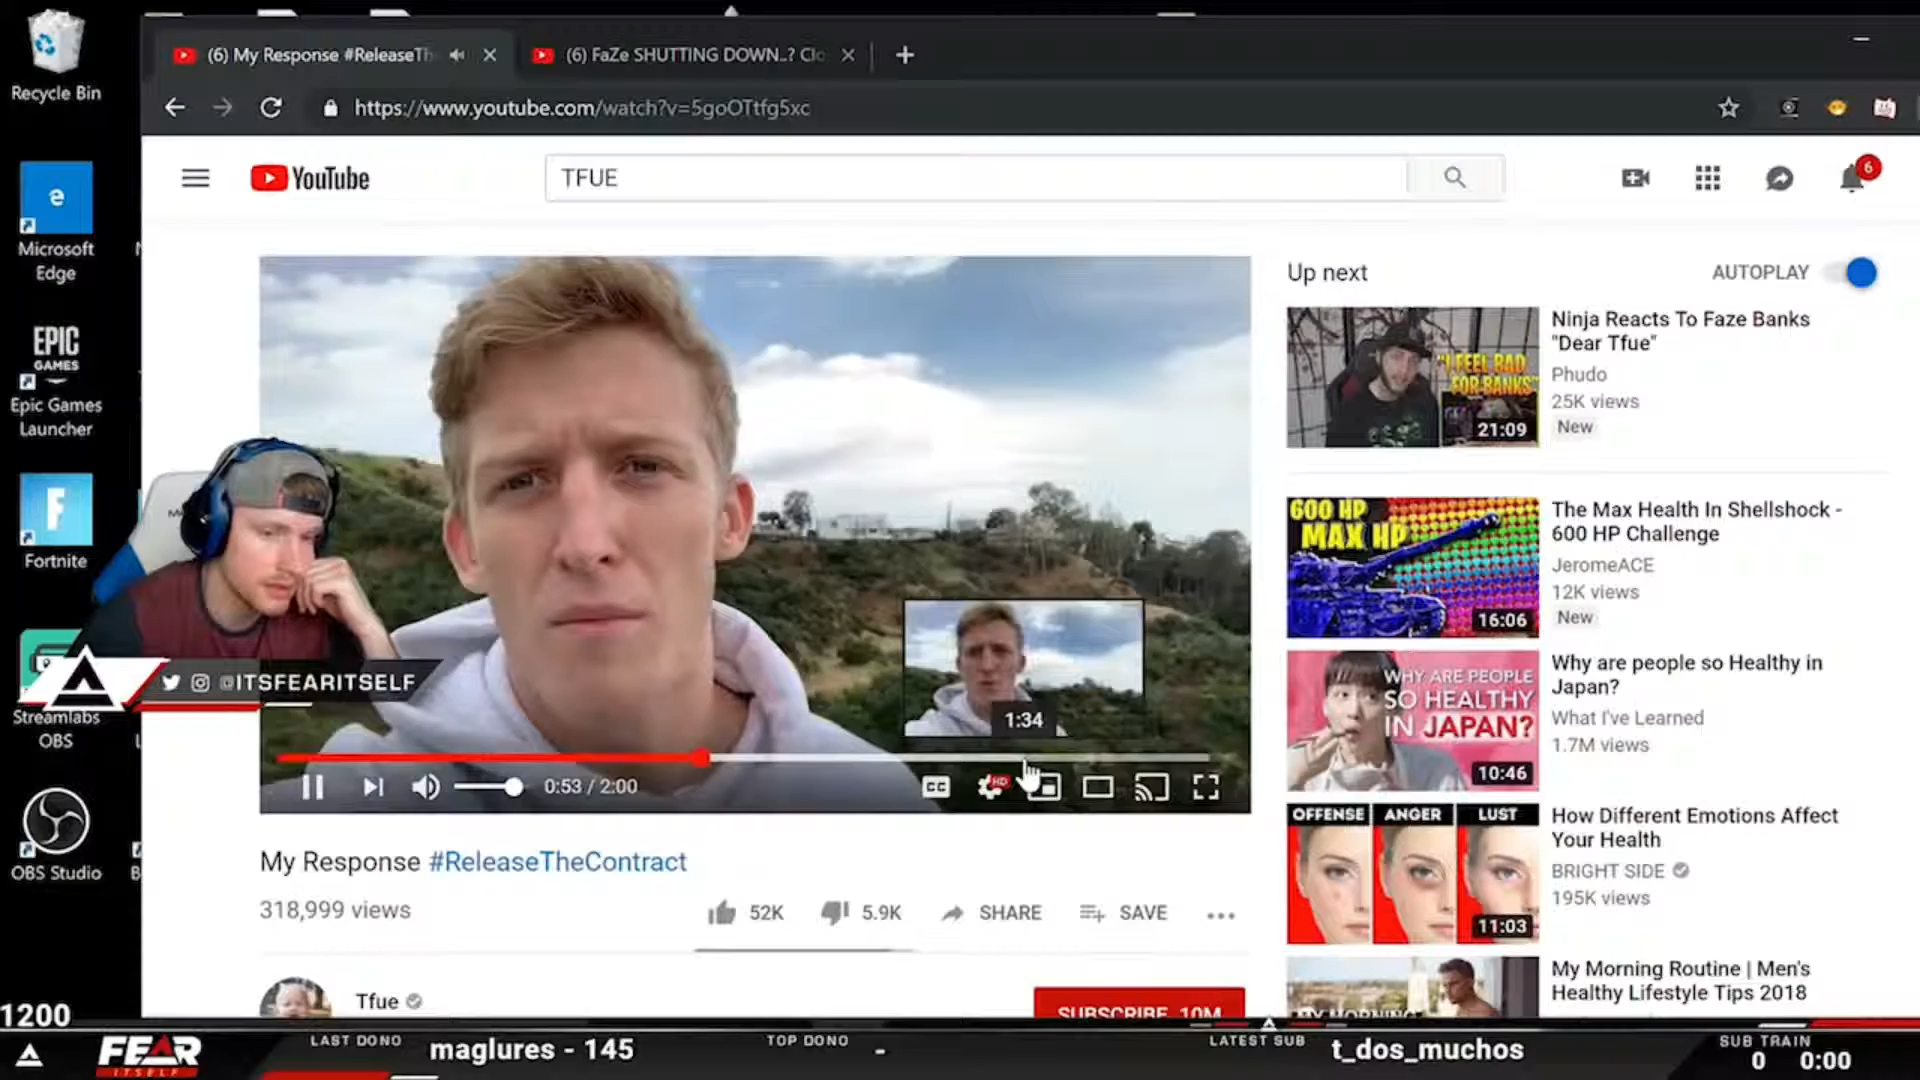 Recycle Bin
(6) My Response #ReleaseTh
(6) FaZe SHUTTING DOWN..? Clo
https://www.youtube.com/watch?v=5goOTtfg5xc
YouTube
TFUE
6
Microsoft
Edge
EPIC
GAMES
Epic Games
Launcher
Fortnite
Streamlabs
OBS
OBS Studio
@ITSFEARITSELF
1:34
0:53 / 2:00
CC
HD
My Response #ReleaseTheContract
318,999 views
52K
5.9K
SHARE
SAVE
Tfue
SUBSCRIBE 10M
Up next
AUTOPLAY
"I FEEL BAD
FOR BANKS"
21:09
Ninja Reacts To Faze Banks
"Dear Tfue"
Phudo
25K views
New
600 HP
MAX HP
16:06
The Max Health In Shellshock -
600 HP Challenge
JeromeACE
12K views
New
WHY ARE PEOPLE
SO HEALTHY
IN JAPAN?
10:46
Why are people so Healthy in
Japan?
What I've Learned
1.7M views
OFFENSE ANGER LUST
11:03
How Different Emotions Affect
Your Health
BRIGHT SIDE
195K views
MY MORNING
My Morning Routine | Men's
Healthy Lifestyle Tips 2018
1200
FEAR
ITSELF
LAST DONO
maglures - 145
TOP DONO
-
LATEST SUB
t_dos_muchos
SUB TRAIN
0 0:00